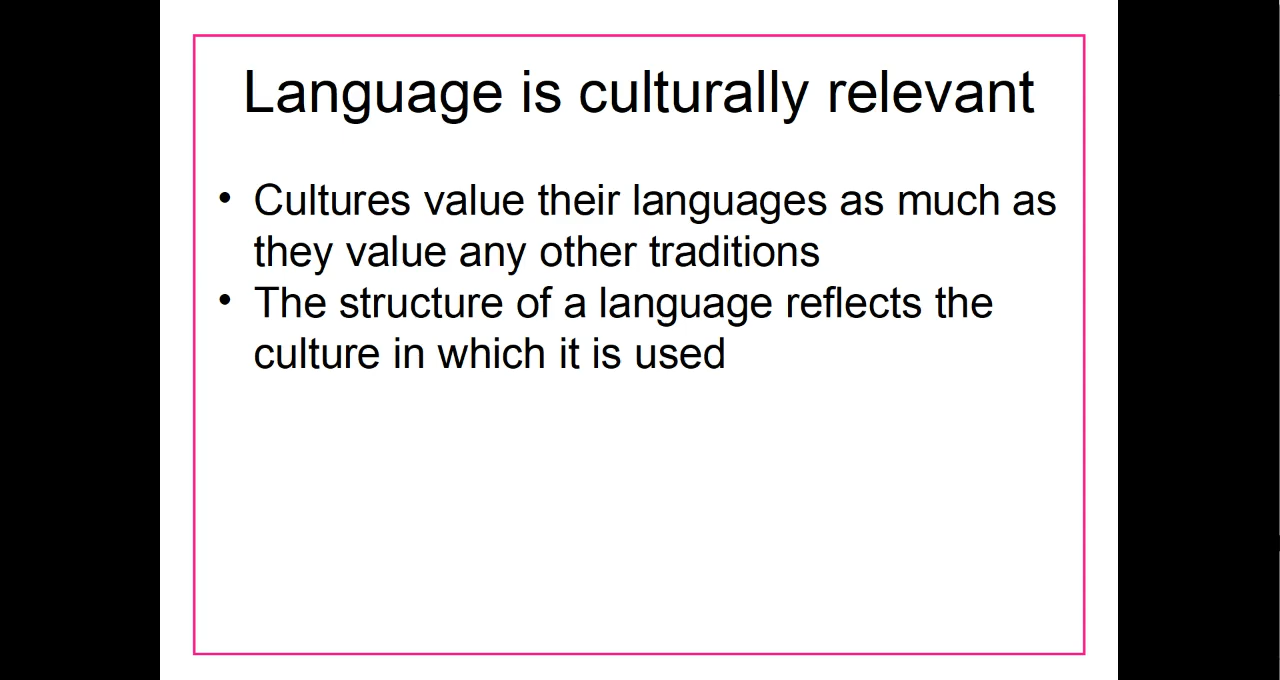 Language is culturally relevant
• Cultures value their languages as much as
they value any other traditions
• The structure of a language reflects the
culture in which it is used